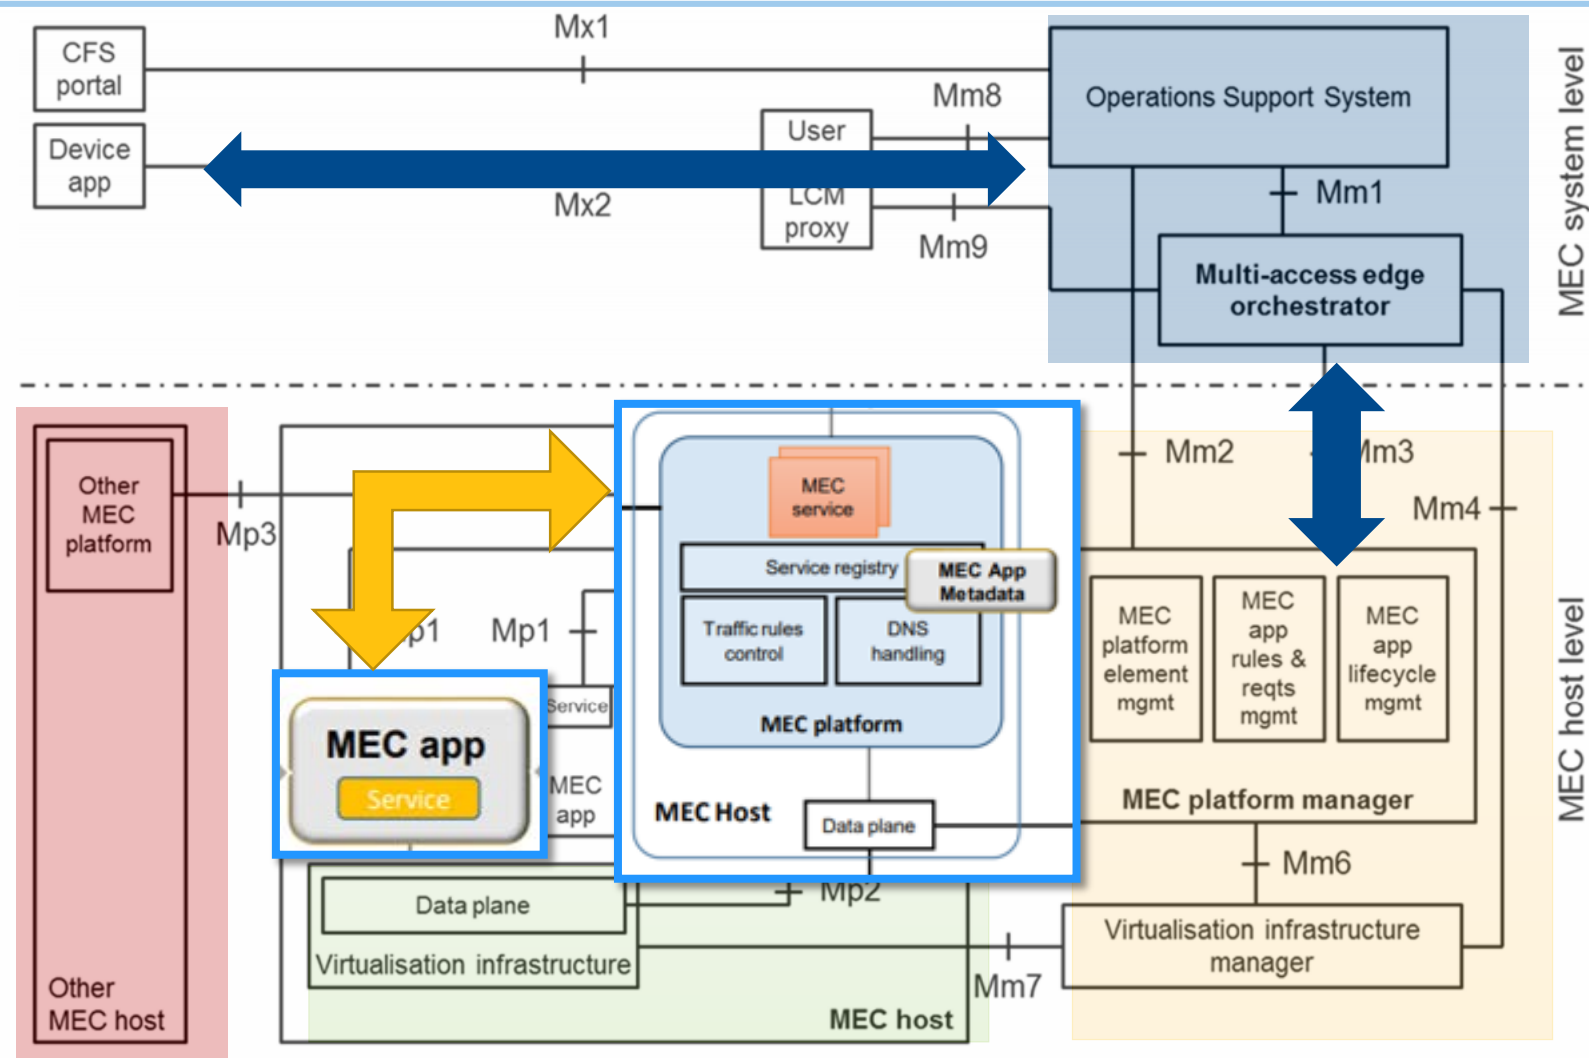 Mx1
CFS
portal
Operations Support System
Mm8
User
Device
app
LCM
proxy
Mx2
Mm9
Mm1
Multi-access edge
orchestrator
MEC system level
Mm2
Mm3
Mm4
Other
MEC
platform
Mp3
MEC
service
Service registry
MEC App
Metadata
Traffic rules
control
DNS
handling
MEC platform
MEC Host
Data plane
Mp1
Service
MEC
app
MEC app
Service
MEC
platform
element
mgmt
MEC
app
rules &
reqts
mgmt
MEC
app
lifecycle
mgmt
MEC platform manager
MEC host level
Mm6
Mp2
Data plane
Virtualisation infrastructure
Virtualisation infrastructure
manager
Mm7
Other
MEC host
MEC host